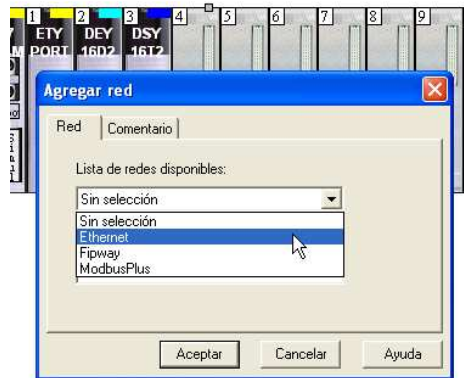 1 2 3 4 5 6 7 8 9
ETY DEY DSY
PORT 16D2 16T2
Agregar red
Red Comentario
Lista de redes disponibles:
Sin selección
Sin selección
Ethernet
Fipway
ModbusPlus
Aceptar Cancelar Ayuda